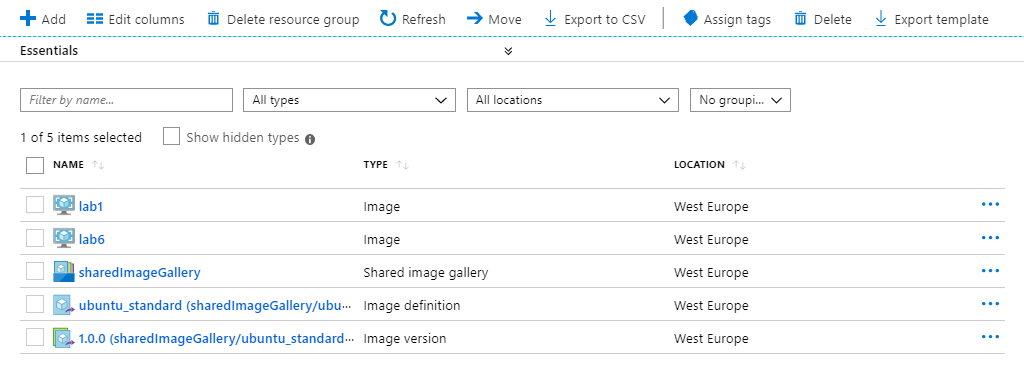 Add Edit columns Delete resource group Refresh Move Export to CSV Assign tags Delete Export template
Essentials
Filter by name... All types All locations No groupi...
1 of 5 items selected Show hidden types
NAME TYPE LOCATION
lab1 Image West Europe
lab6 Image West Europe
sharedImageGallery Shared image gallery West Europe
ubuntu_standard (sharedImageGallery/ubu... Image definition West Europe
1.0.0 (sharedImageGallery/ubuntu_standard... Image version West Europe